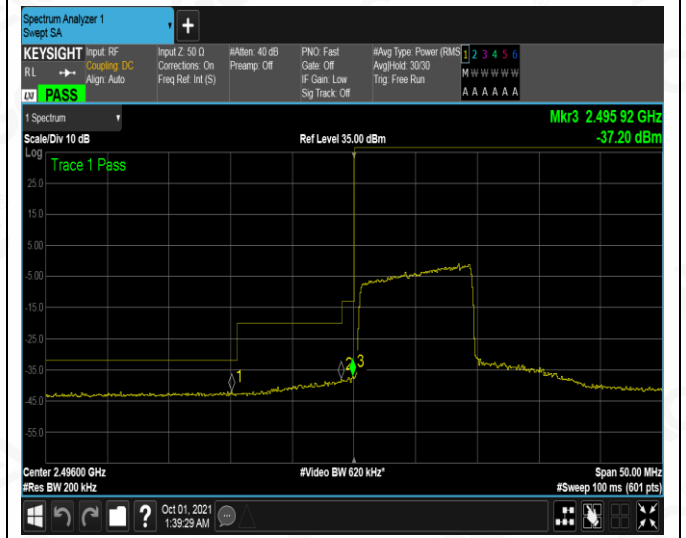 Spectrum Analyzer 1
Swept SA
+
KEYSIGHT Input: RF Input Z: 50 Ω #Atten: 40 dB PNO: Fast #Avg Type: Power (RMS 1 2 3 4 5 6
RL Coupling: DC Corrections: On Preamp: Off Gate: Off Avg|Hold: 30/30 M W W W W W
Align: Auto Freq Ref: Int (S) IF Gain: Low Trig: Free Run
Sig Track: Off A A A A A A
LXI PASS
1 Spectrum Mkr3 2.495 92 GHz
Scale/Div 10 dB Ref Level 35.00 dBm -37.20 dBm
Log
Trace 1 Pass
25.0
15.0
5.00
-5.00
-15.0
-25.0
-35.0
1 2 3
-45.0
-55.0
Center 2.49600 GHz #Video BW 620 kHz* Span 50.00 MHz
#Res BW 200 kHz #Sweep 100 ms (601 pts)
? Oct 01, 2021
1:39:29 AM